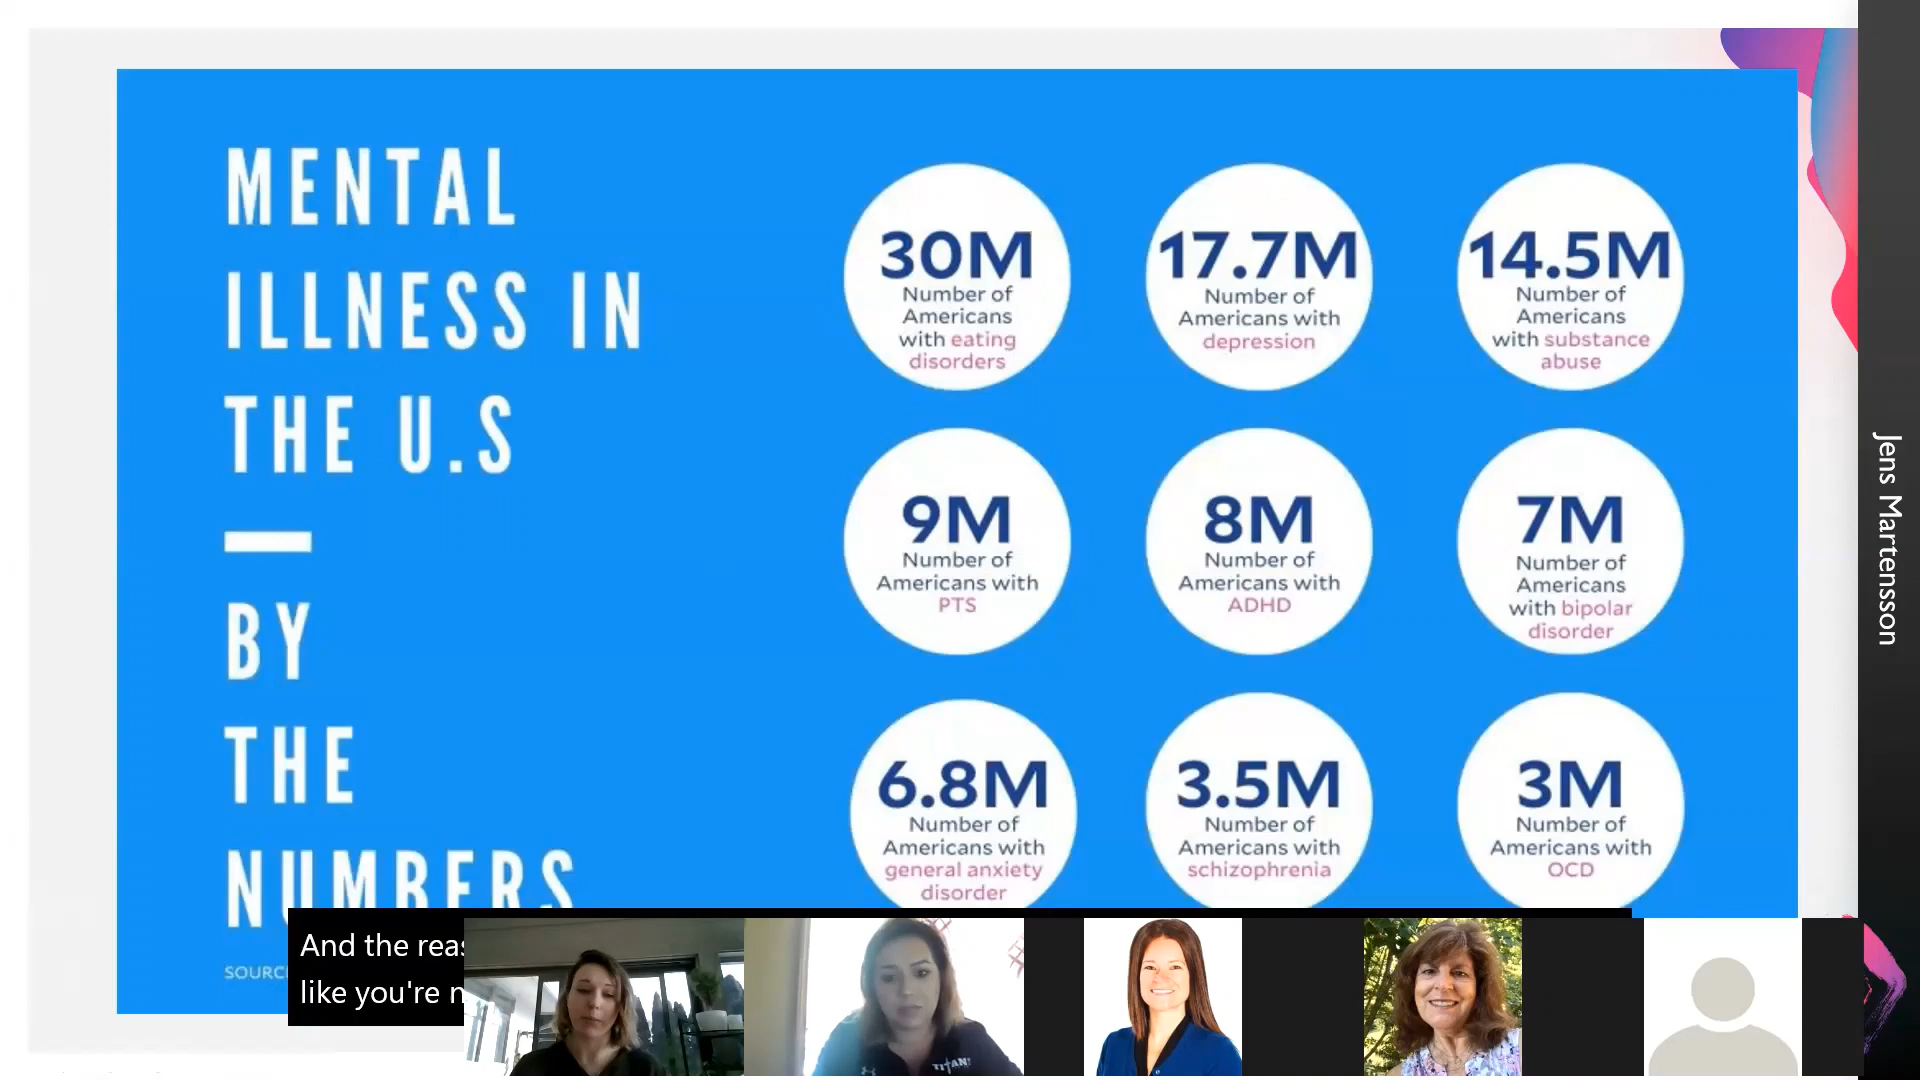 MENTAL
ILLNESS IN
THE U.S
BY
THE
NUMBERS
30M
Number of
Americans
with eating
disorders
17.7M
Number of
Americans with
depression
14.5M
Number of
Americans
with substance
abuse
9M
Number of
Americans with
PTS
8M
Number of
Americans with
ADHD
7M
Number of
Americans
with bipolar
disorder
6.8M
Number of
Americans with
general anxiety
disorder
3.5M
Number of
Americans with
schizophrenia
3M
Number of
Americans with
OCD
And the
like you're
TITANS
Jens Martensson